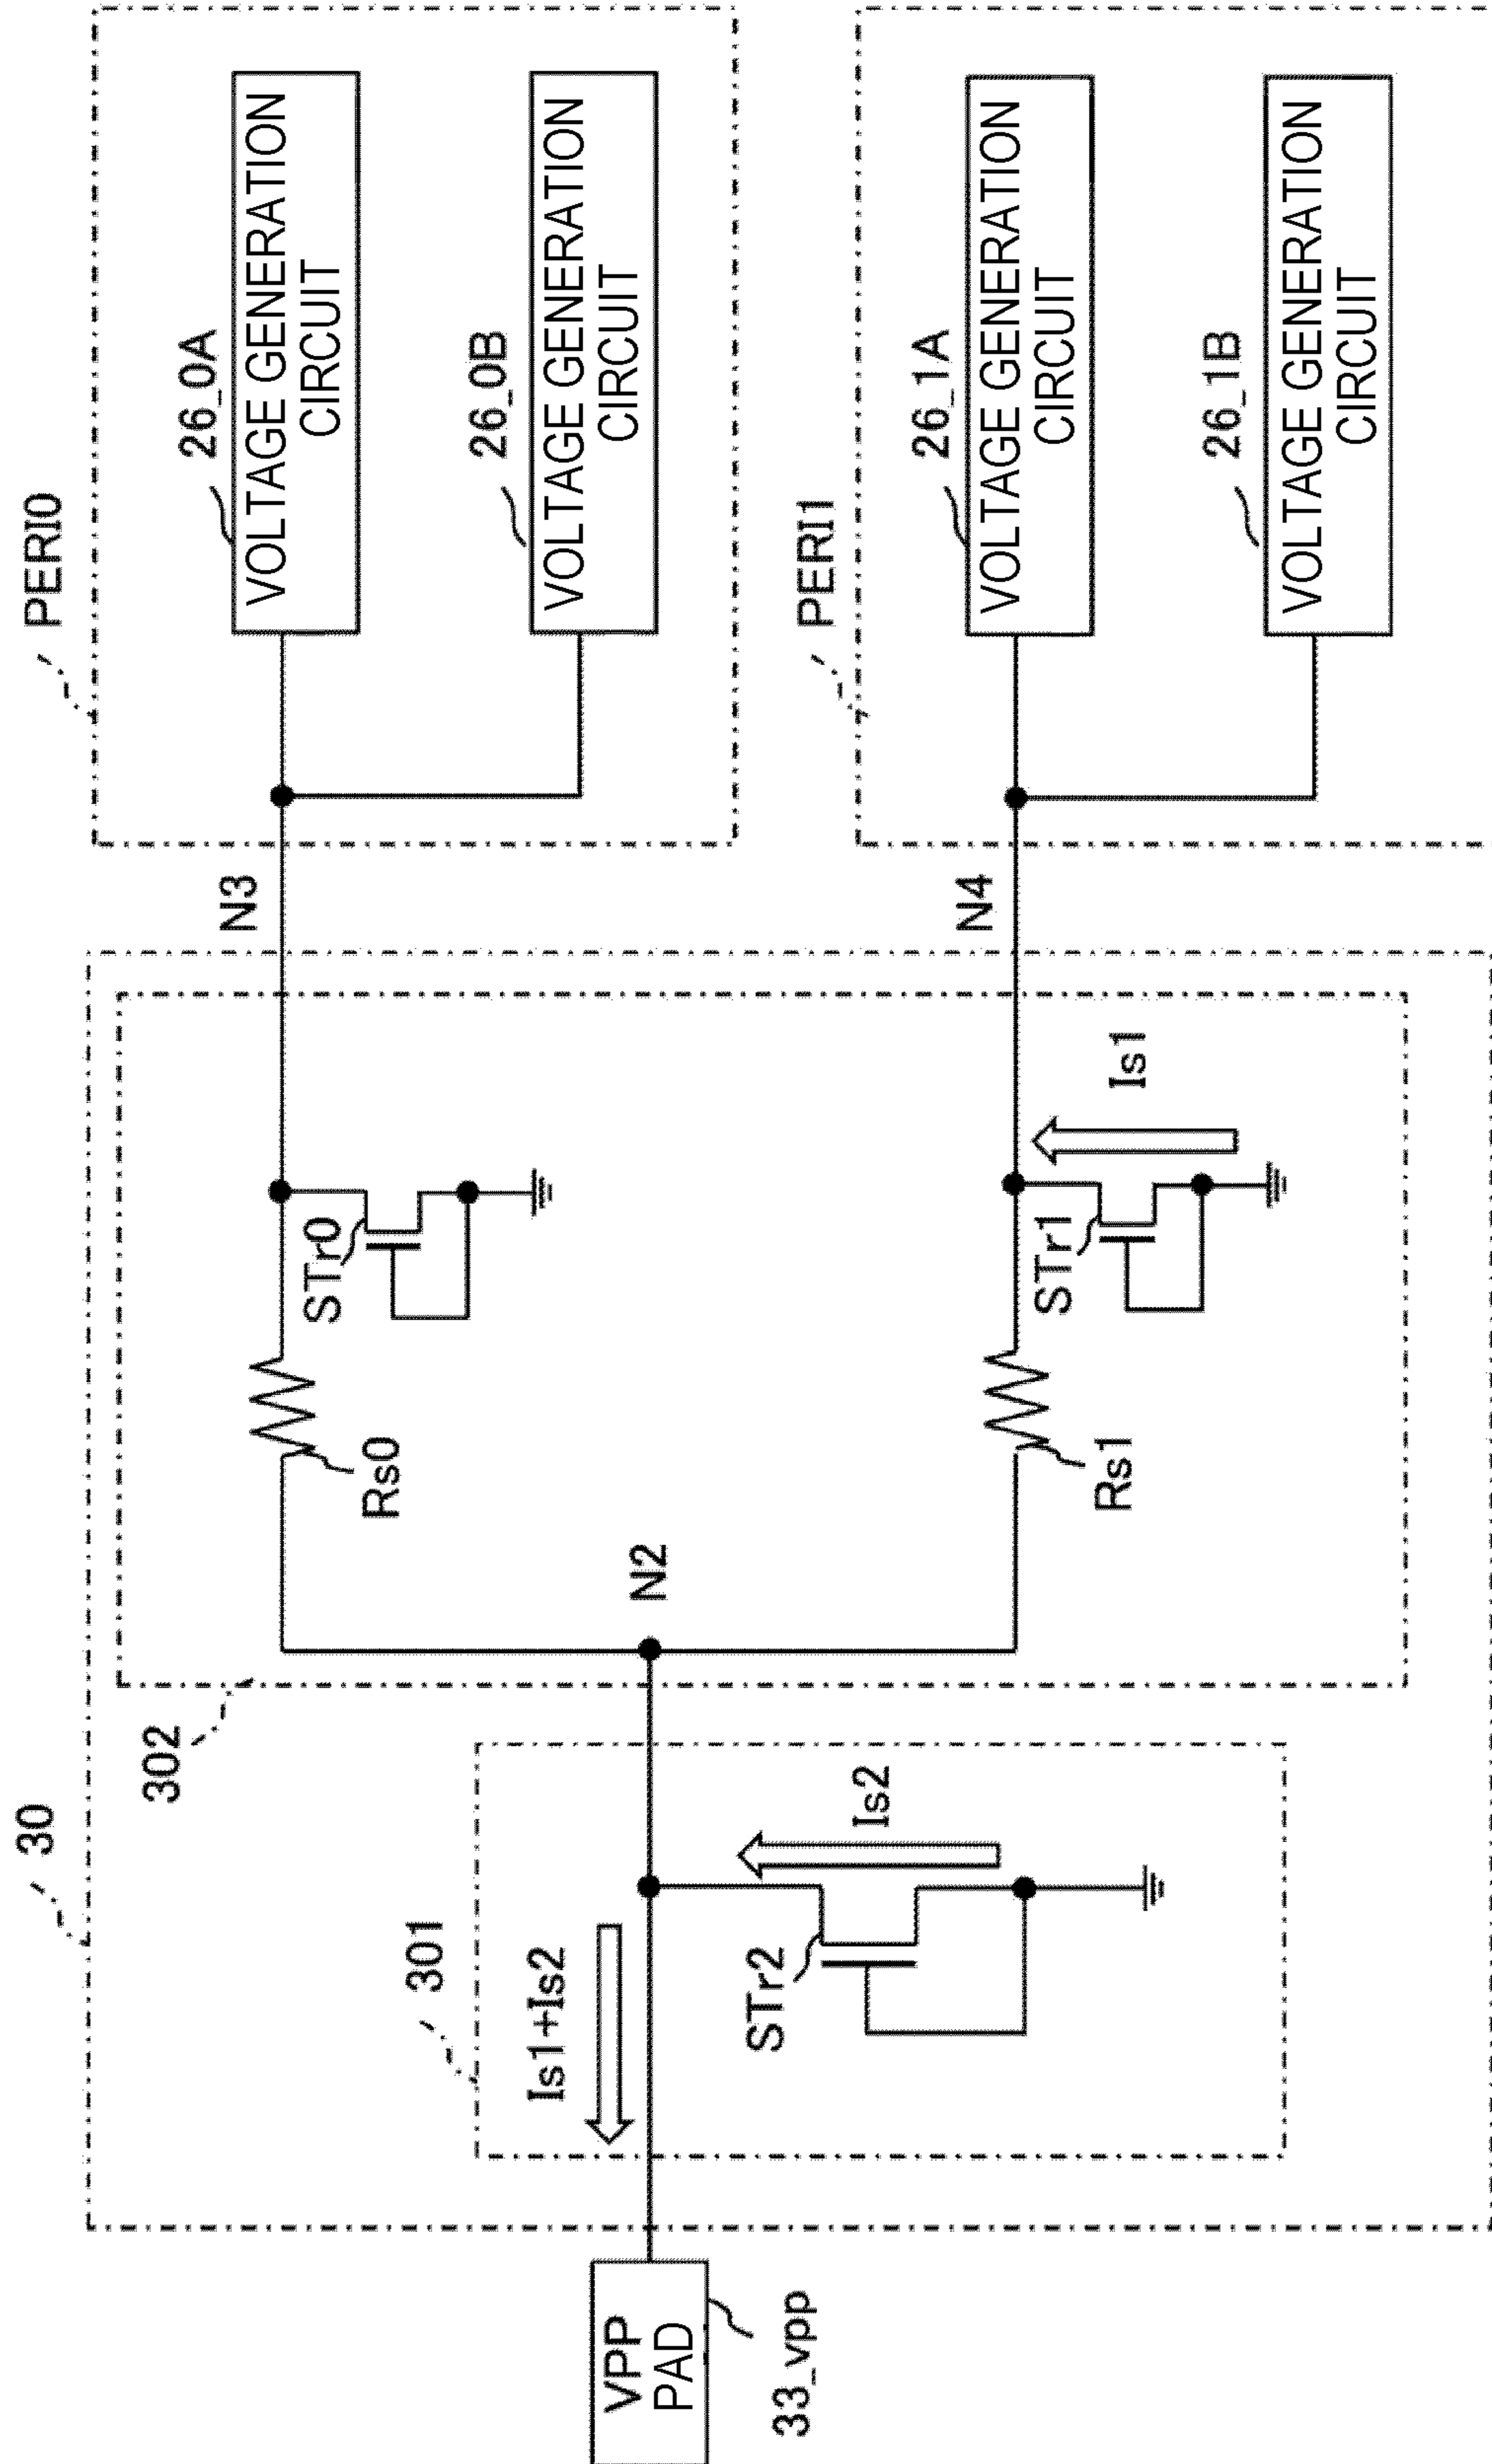 30
302
301
Is1+Is2
Is2
STr2
VPP
PAD
33_vpp
N2
Rs0
STr0
N3
PERI0
26_0A
VOLTAGE GENERATION
CIRCUIT
26_0B
VOLTAGE GENERATION
CIRCUIT
Rs1
STr1
Is1
N4
PERI1
26_1A
VOLTAGE GENERATION
CIRCUIT
26_1B
VOLTAGE GENERATION
CIRCUIT